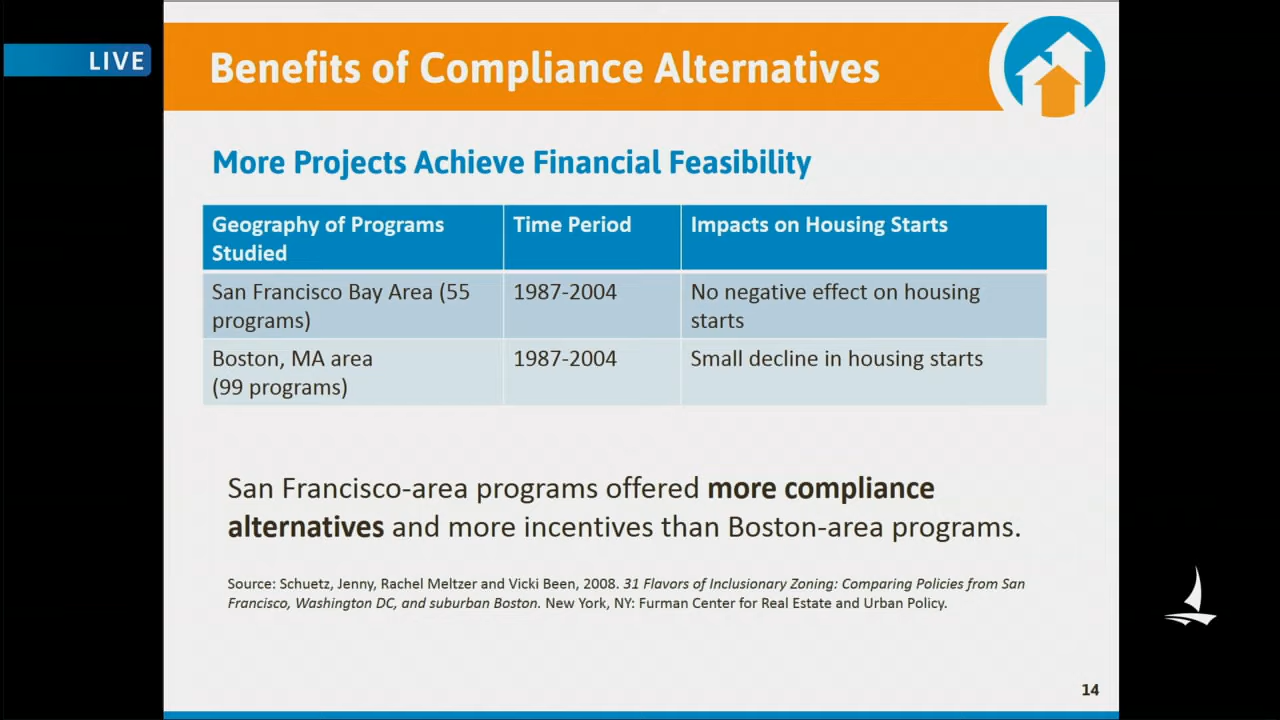 LIVE
Benefits of Compliance Alternatives
More Projects Achieve Financial Feasibility
Geography of Programs Studied
Time Period
Impacts on Housing Starts
San Francisco Bay Area (55 programs)
1987-2004
No negative effect on housing starts
Boston, MA area
(99 programs)
1987-2004
Small decline in housing starts
San Francisco-area programs offered more compliance
alternatives and more incentives than Boston-area programs.
Source: Schuetz, Jenny, Rachel Meltzer and Vicki Been, 2008. 31 Flavors of Inclusionary Zoning: Comparing Policies from San
Francisco, Washington DC, and suburban Boston. New York, NY: Furman Center for Real Estate and Urban Policy.
14